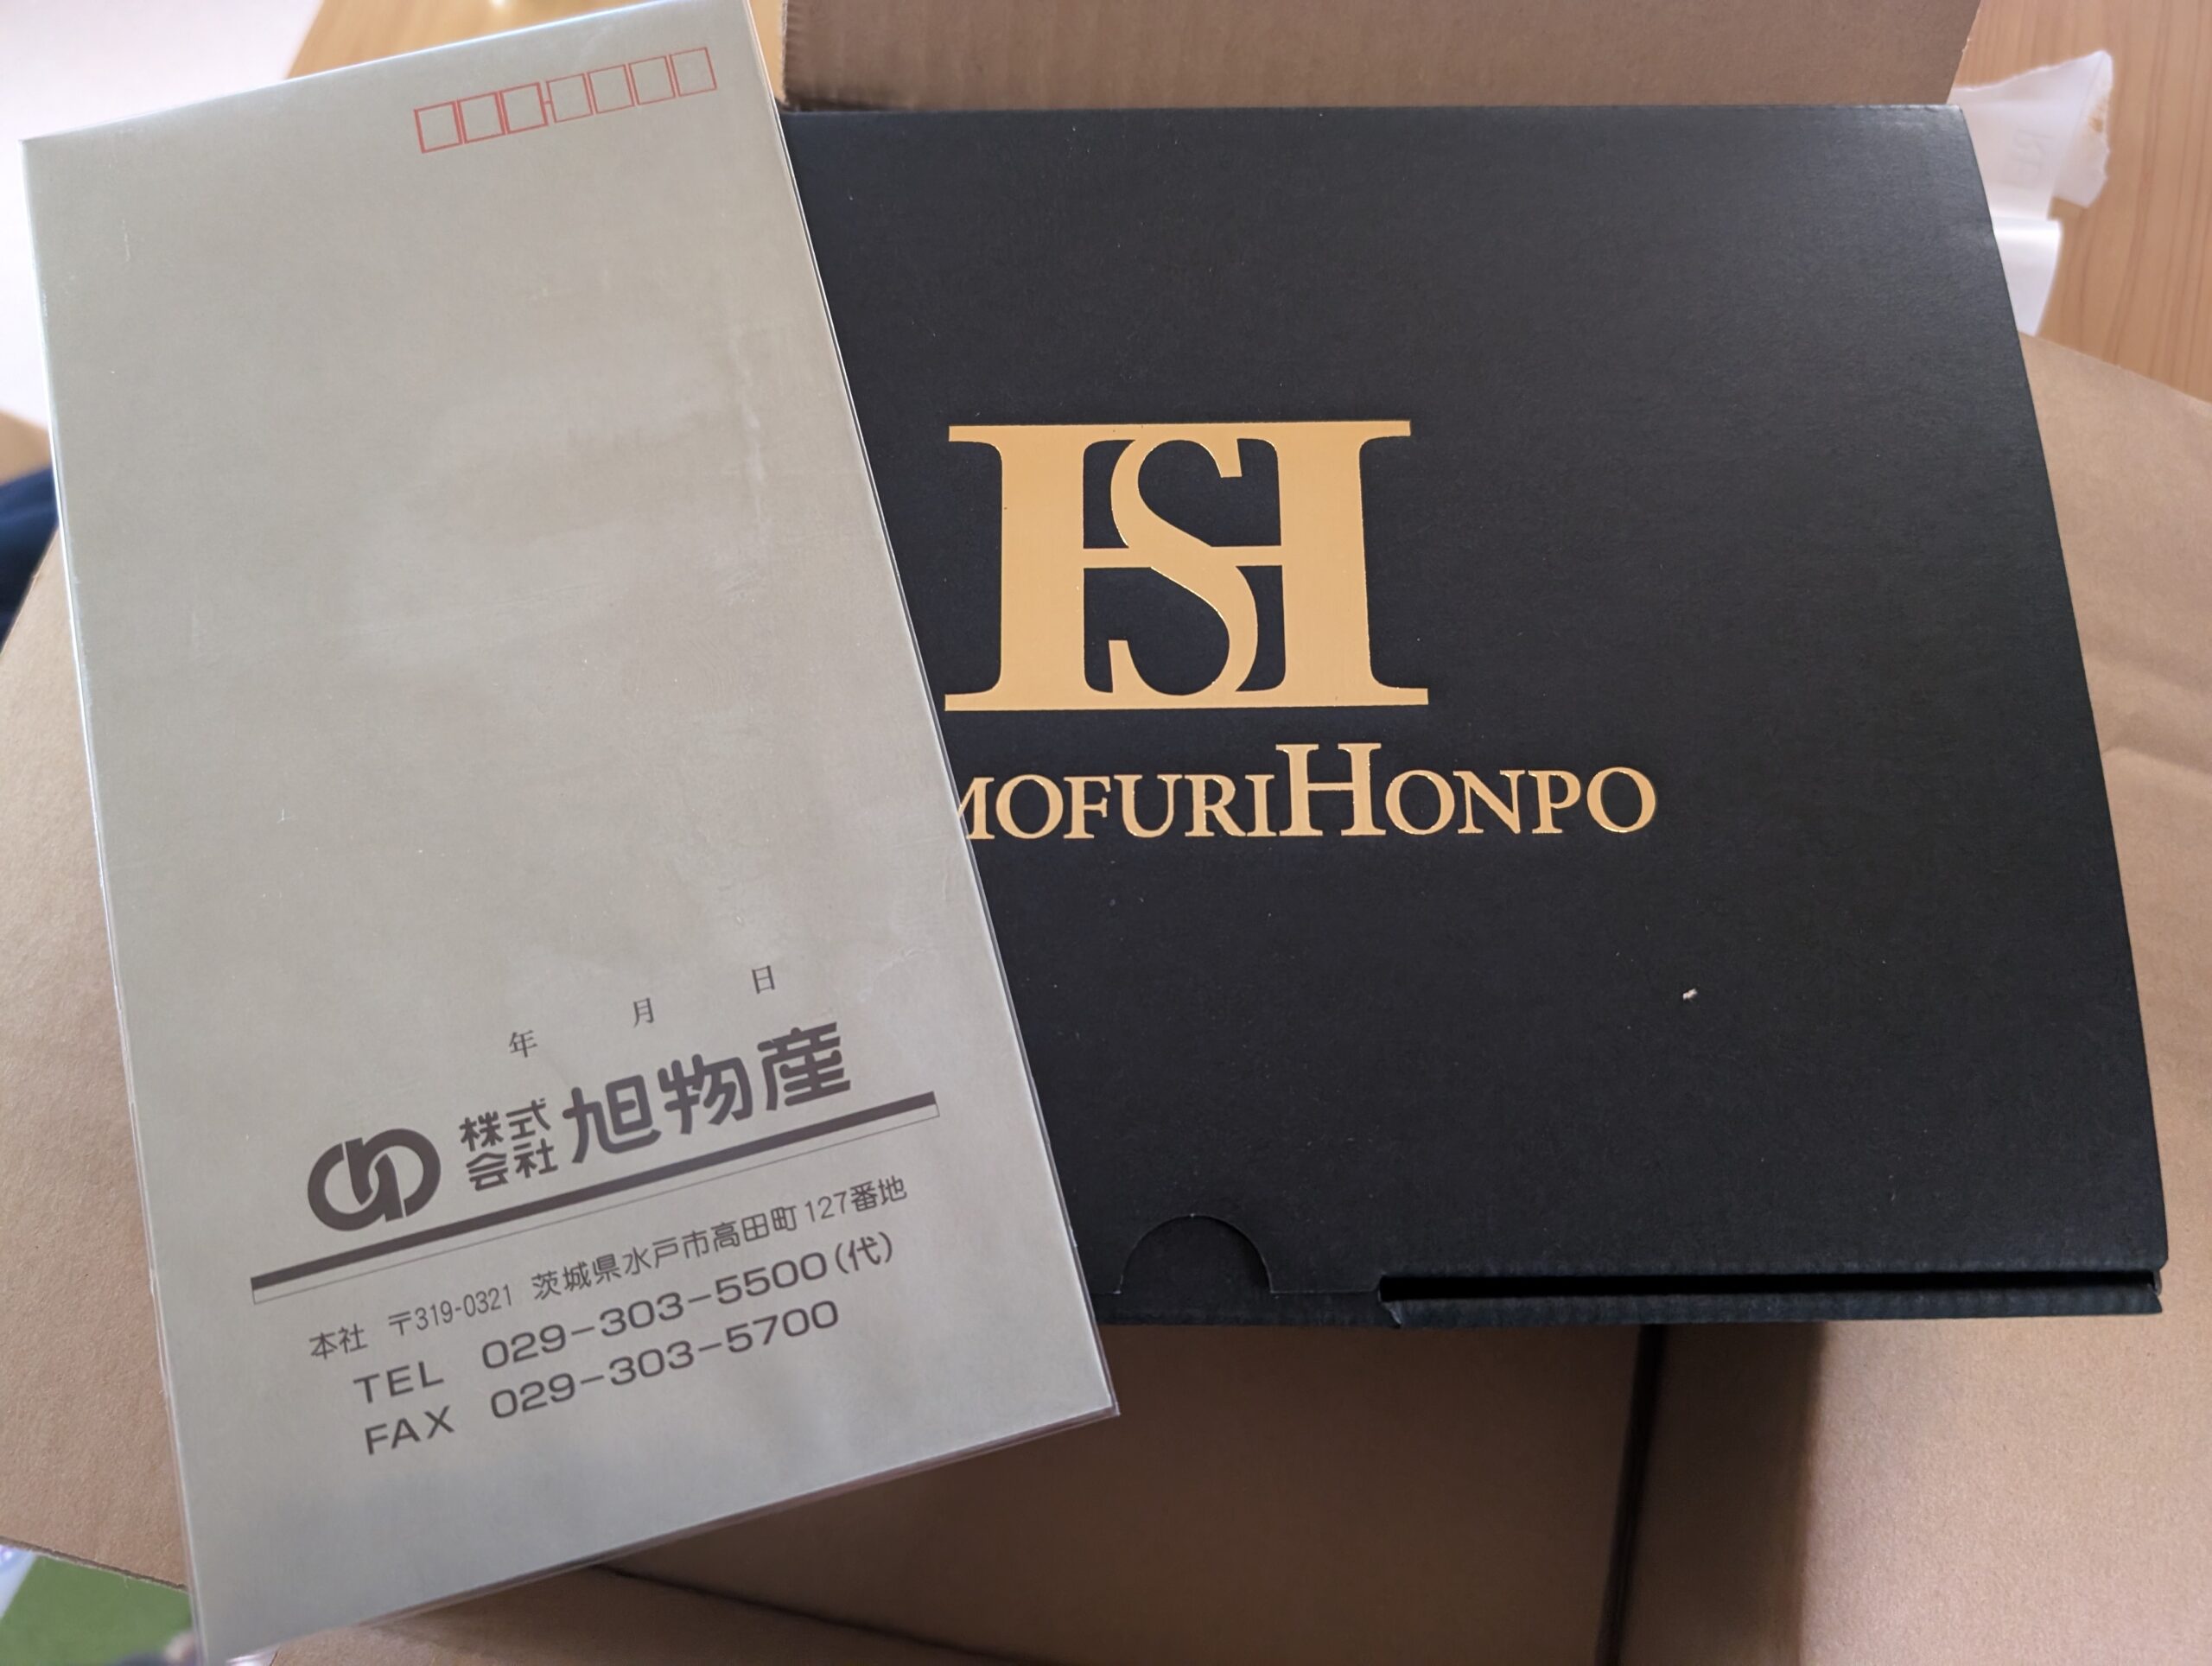 年 月 日
株式会社 旭物産
本社 〒319-0321 茨城県水戸市高田町127番地
TEL 029-303-5500(代)
FAX 029-303-5700
SH
MOFURIHONPO